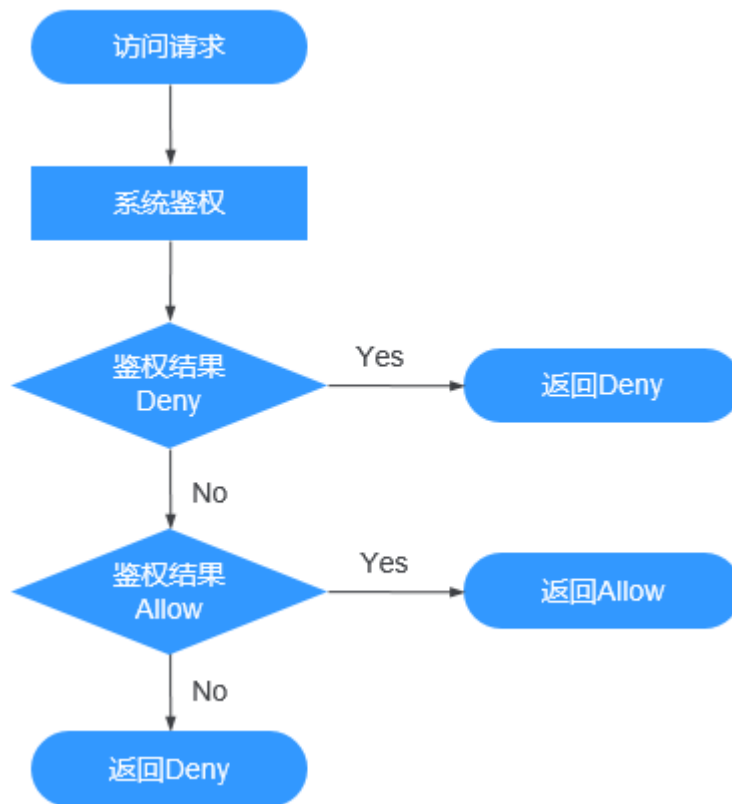 访问请求
系统鉴权
鉴权结果
Deny
Yes
返回Deny
No
鉴权结果
Allow
Yes
返回Allow
No
返回Deny